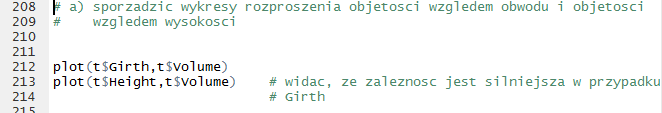 208 # a) sporzadzic wykresy rozproszenia objetosci wzgledem obwodu i objetosci
209 #    wzgledem wysokosci
210
211
212 plot(t$Girth,t$Volume)
213 plot(t$Height,t$Volume)    # widac, ze zaleznosc jest silniejsza w przypadku
214                            # Girth
215